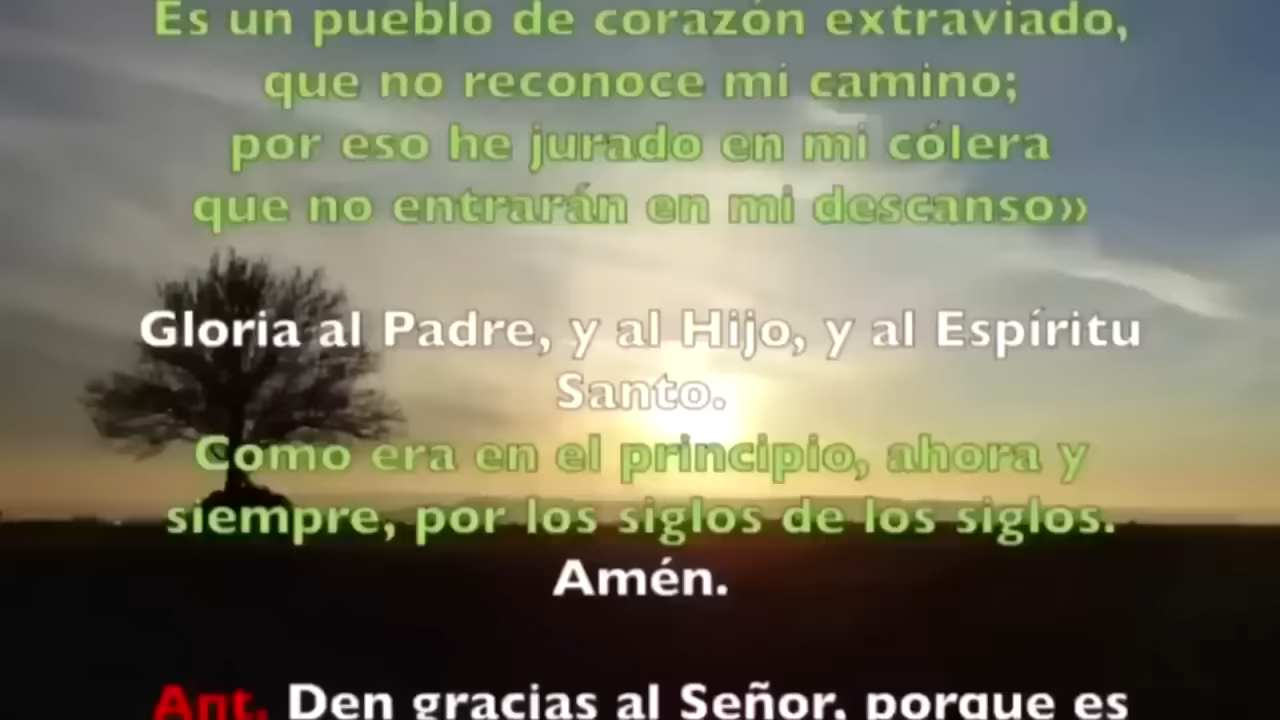 Es un pueblo de corazón extraviado,
que no reconoce mi camino;
por eso he jurado en mi cólera
que no entrarán en mi descanso»
Gloria al Padre, y al Hijo, y al Espíritu
Santo.
Como era en el principio, ahora y
siempre, por los siglos de los siglos.
Amén.
Ant. Den gracias al Señor, porque es